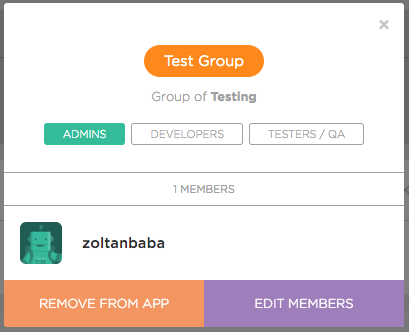 Test Group
Group of Testing
ADMINS DEVELOPERS TESTERS / QA
1 MEMBERS
zoltanbaba
REMOVE FROM APP EDIT MEMBERS